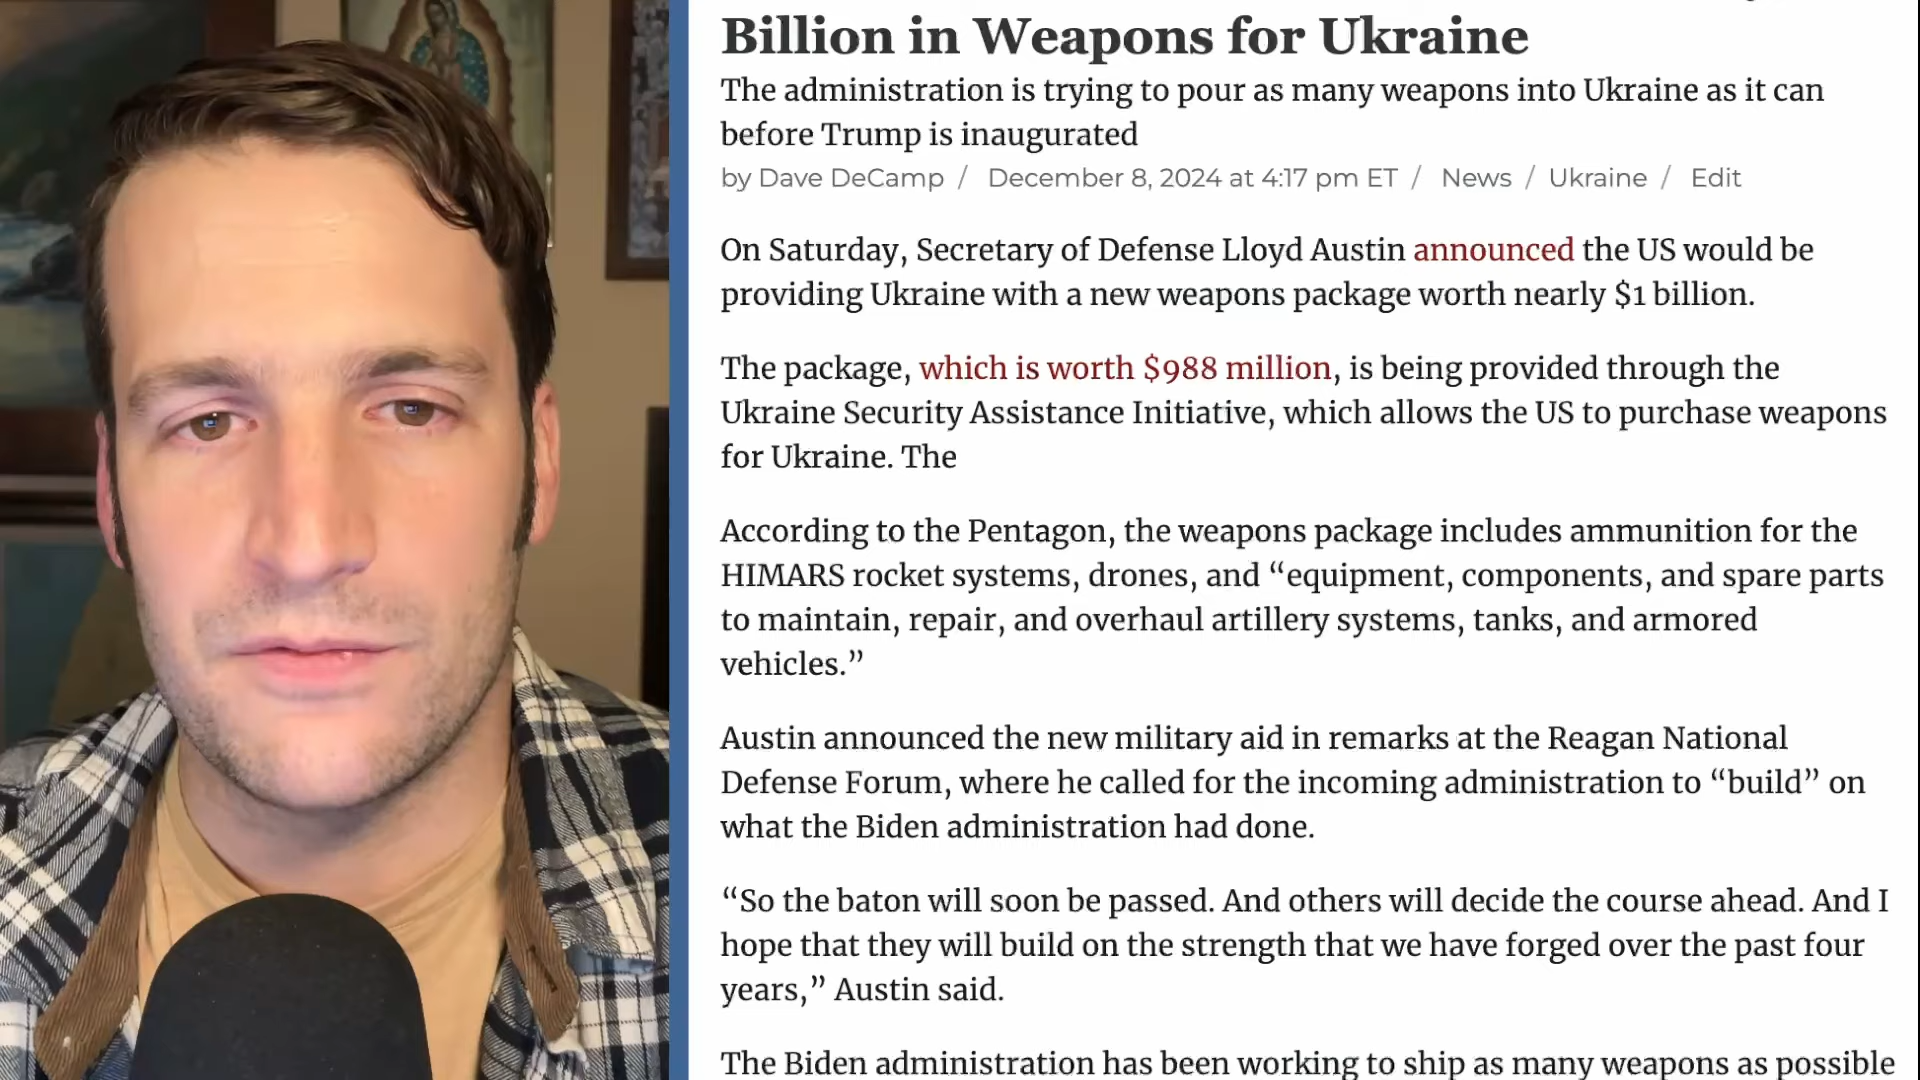 Billion in Weapons for Ukraine
The administration is trying to pour as many weapons into Ukraine as it can
before Trump is inaugurated
by Dave DeCamp / December 8, 2024 at 4:17 pm ET / News / Ukraine / Edit
On Saturday, Secretary of Defense Lloyd Austin announced the US would be
providing Ukraine with a new weapons package worth nearly $1 billion.
The package, which is worth $988 million, is being provided through the
Ukraine Security Assistance Initiative, which allows the US to purchase weapons
for Ukraine. The
According to the Pentagon, the weapons package includes ammunition for the
HIMARS rocket systems, drones, and “equipment, components, and spare parts
to maintain, repair, and overhaul artillery systems, tanks, and armored
vehicles.”
Austin announced the new military aid in remarks at the Reagan National
Defense Forum, where he called for the incoming administration to “build” on
what the Biden administration had done.
“So the baton will soon be passed. And others will decide the course ahead. And I
hope that they will build on the strength that we have forged over the past four
years,” Austin said.
The Biden administration has been working to ship as many weapons as possible